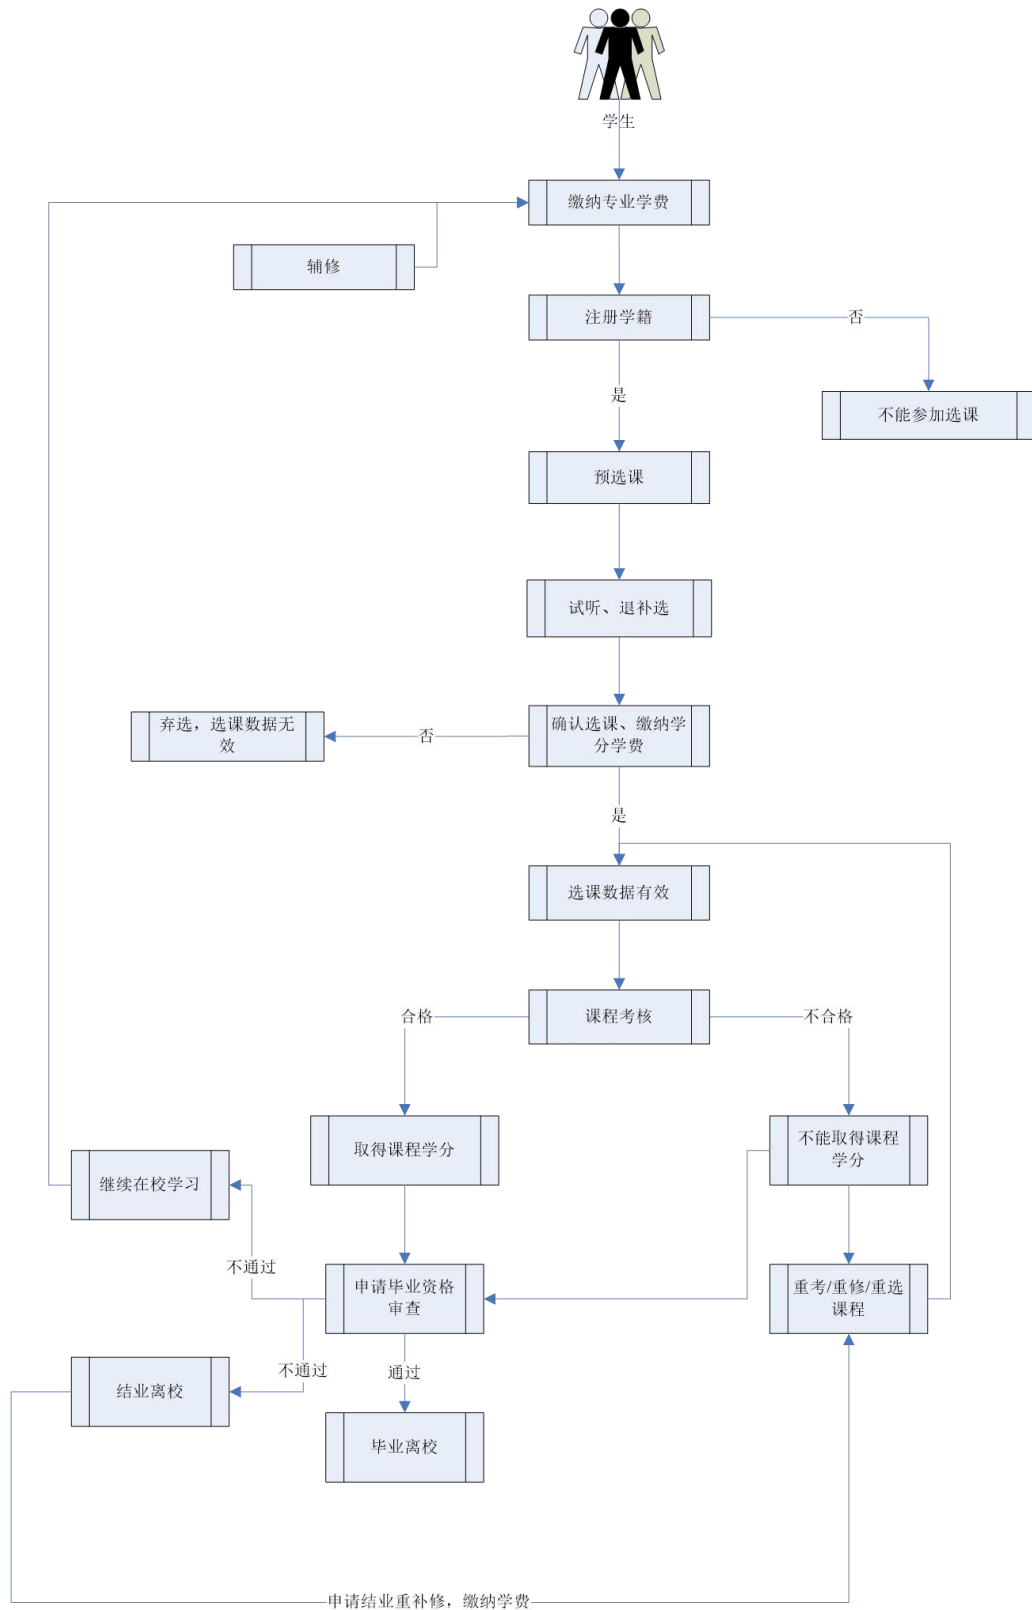 学生
缴纳专业学费
辅修
注册学籍
否
是
不能参加选课
预选课
试听、退补选
弃选，选课数据无
效
否
确认选课、缴纳学
分学费
是
选课数据有效
合格
课程考核
不合格
取得课程学分
不能取得课程
学分
继续在校学习
不通过
申请毕业资格
审查
重考/重修/重选
课程
结业离校
不通过
通过
毕业离校
申请结业重补修，缴纳学费